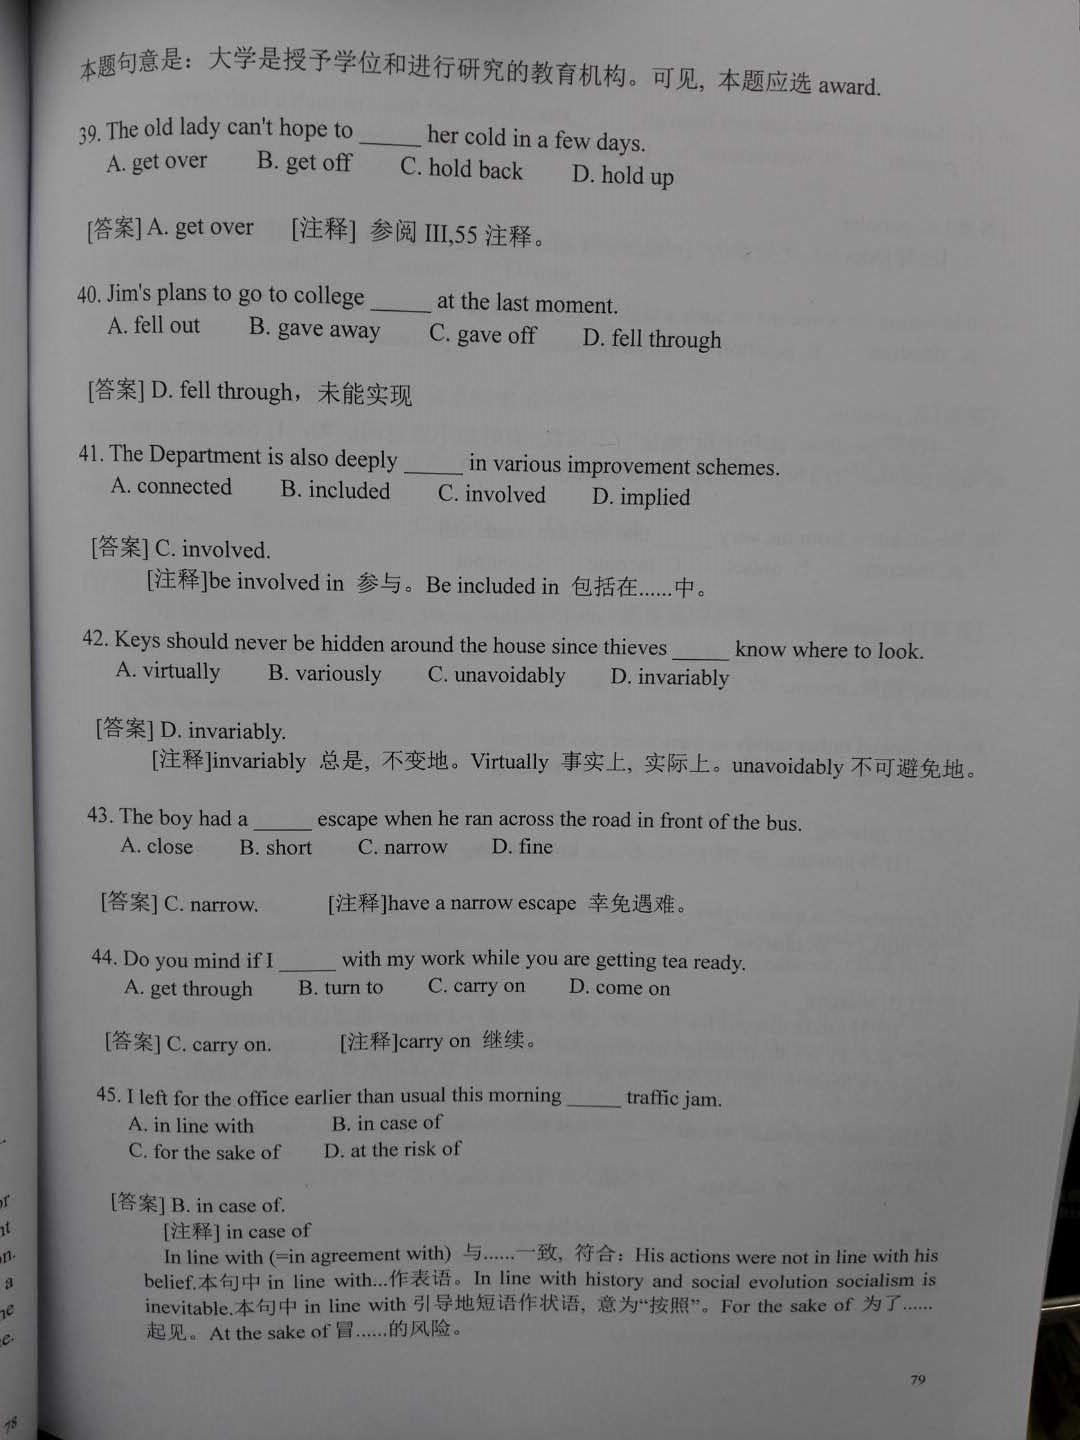 本题句意是：大学是授予学位和进行研究的教育机构。可见，本题应选 award.
39. The old lady can't hope to _____ her cold in a few days.
A. get over B. get off C. hold back D. hold up
[答案] A. get over [注释] 参阅 III,55 注释。
40. Jim's plans to go to college _____ at the last moment.
A. fell out B. gave away C. gave off D. fell through
[答案] D. fell through，未能实现
41. The Department is also deeply _____ in various improvement schemes.
A. connected B. included C. involved D. implied
[答案] C. involved.
[注释]be involved in 参与。Be included in 包括在......中。
42. Keys should never be hidden around the house since thieves _____ know where to look.
A. virtually B. variously C. unavoidably D. invariably
[答案] D. invariably.
[注释]invariably 总是，不变地。Virtually 事实上，实际上。unavoidably 不可避免地。
43. The boy had a _____ escape when he ran across the road in front of the bus.
A. close B. short C. narrow D. fine
[答案] C. narrow. [注释]have a narrow escape 幸免遇难。
44. Do you mind if I _____ with my work while you are getting tea ready.
A. get through B. turn to C. carry on D. come on
[答案] C. carry on. [注释]carry on 继续。
45. I left for the office earlier than usual this morning _____ traffic jam.
A. in line with B. in case of
C. for the sake of D. at the risk of
[答案] B. in case of.
[注释] in case of
In line with (=in agreement with) 与......一致，符合：His actions were not in line with his
belief.本句中 in line with...作表语。In line with history and social evolution socialism is
inevitable.本句中 in line with 引导地短语作状语，意为“按照”。For the sake of 为了......
起见。At the sake of 冒......的风险。
79
78